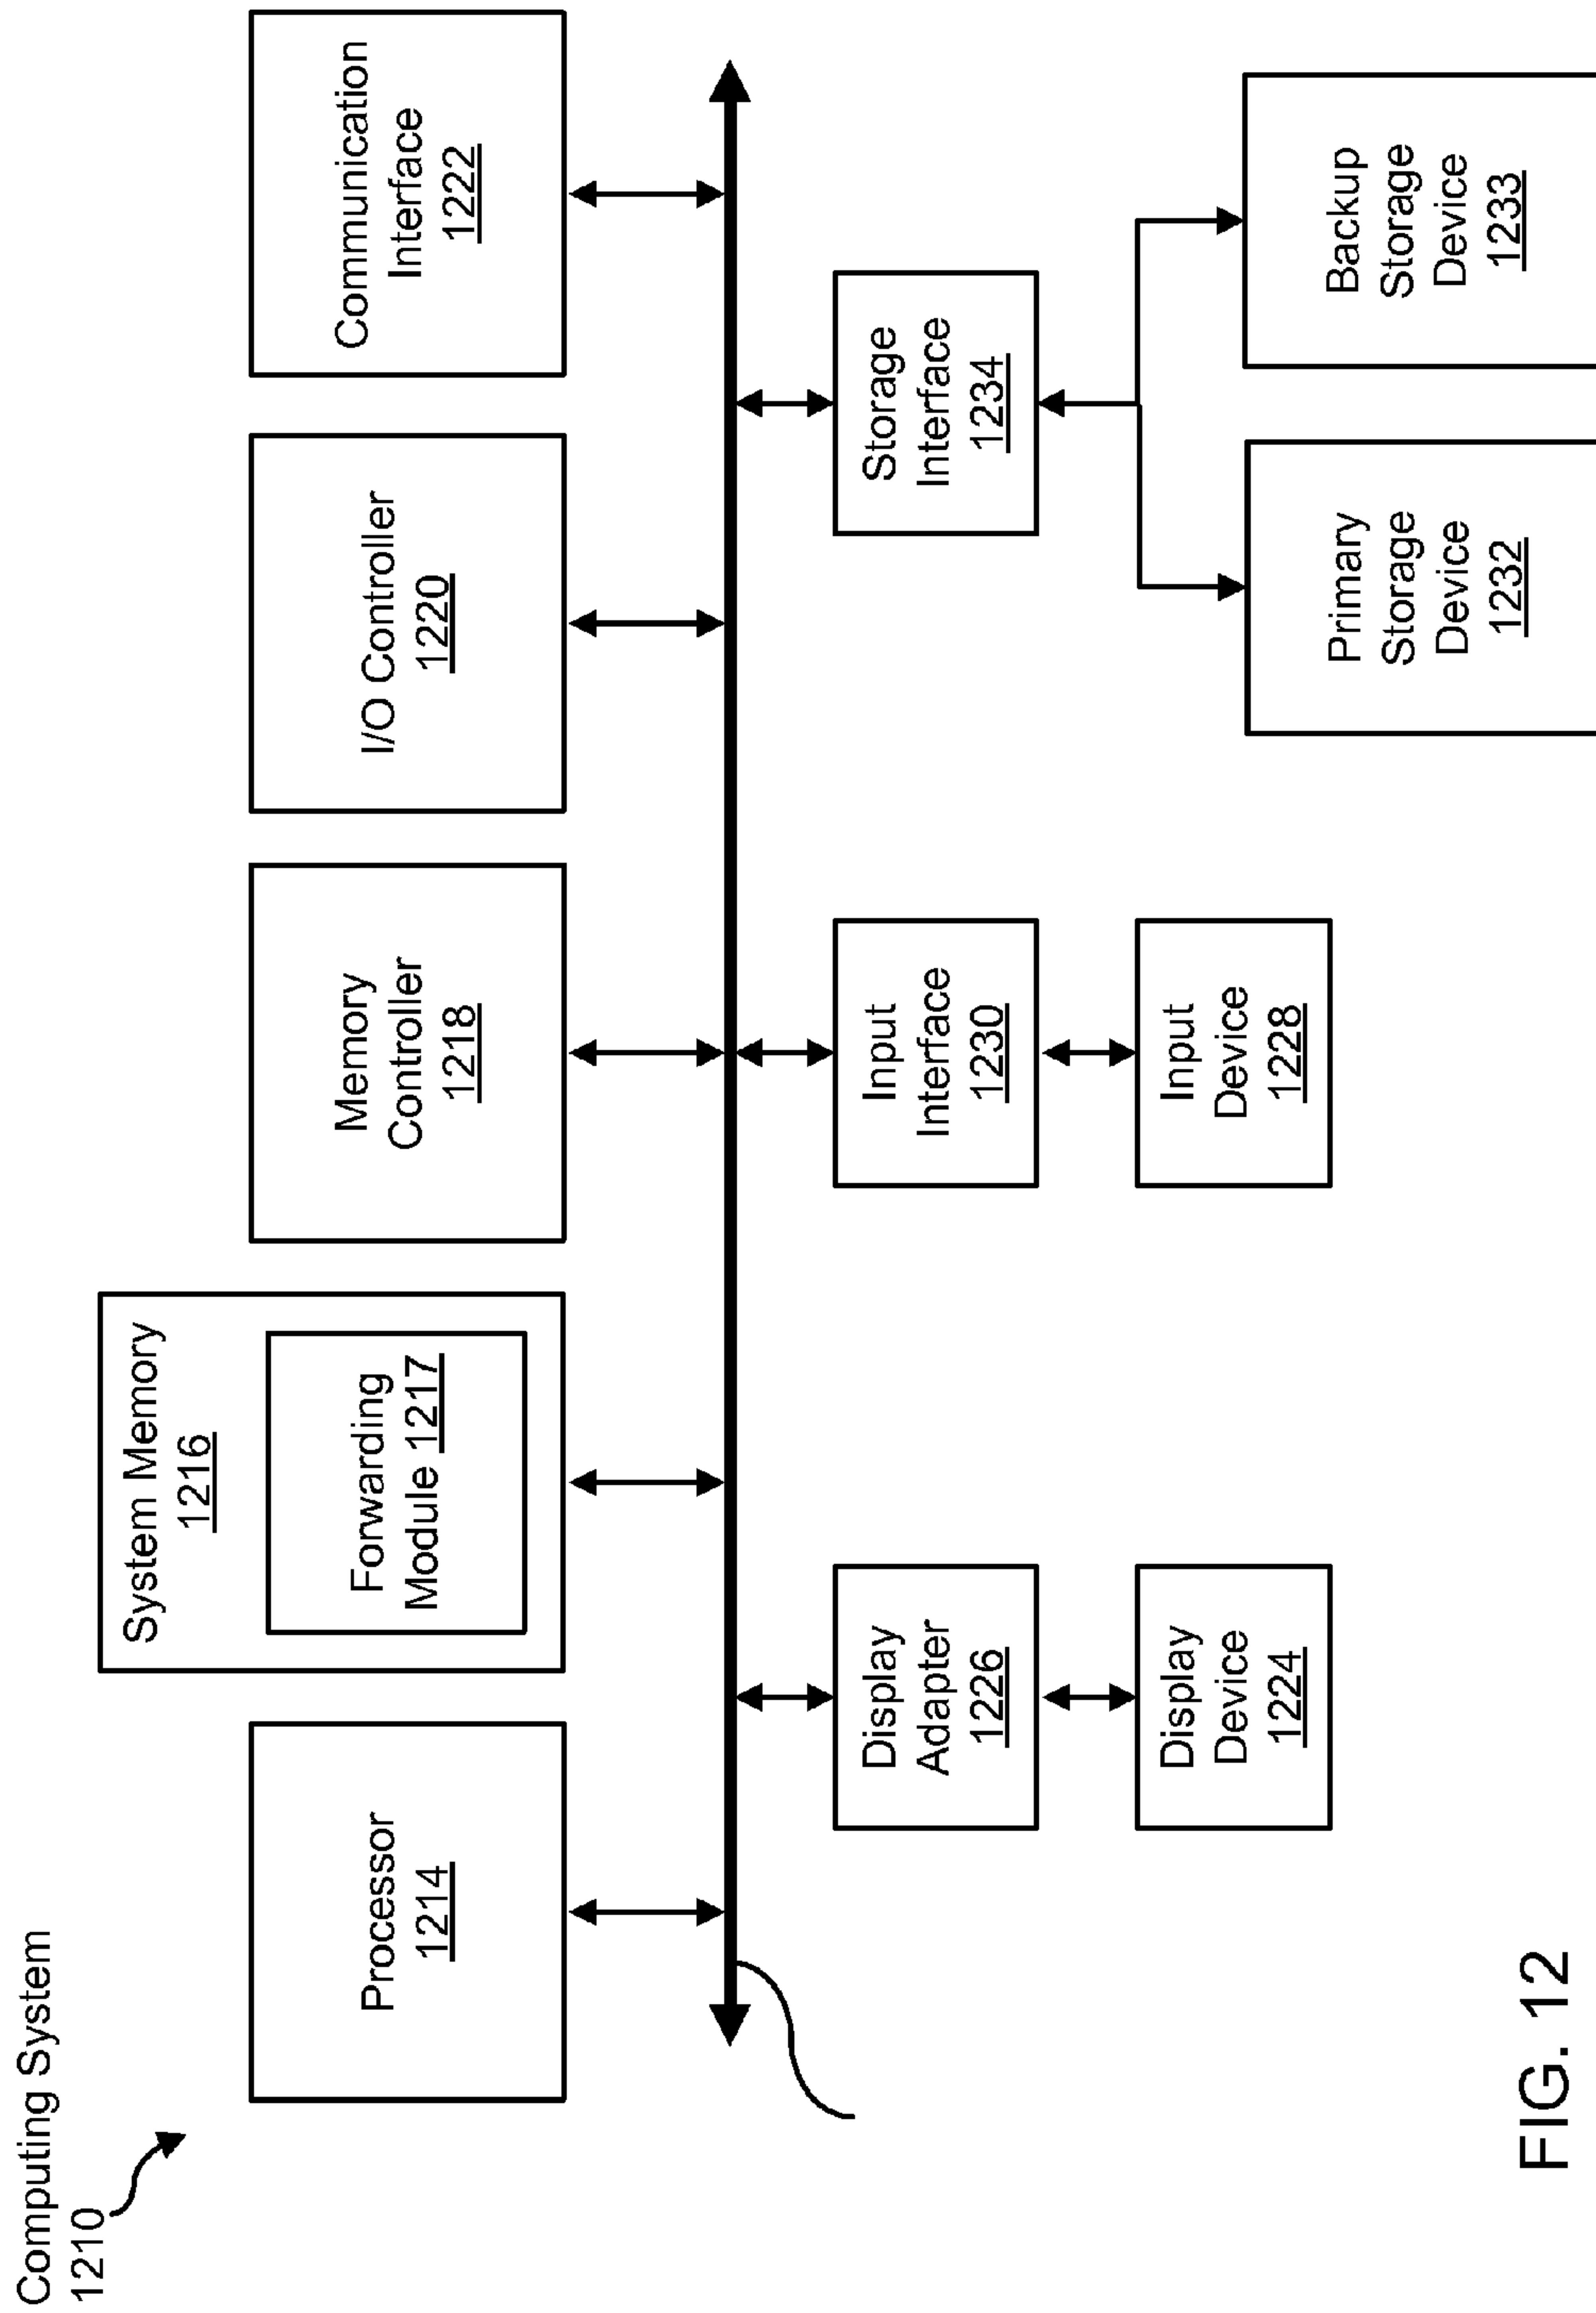 Computing System
1210
Processor
1214
System Memory
1216
Forwarding
Module 1217
Memory
Controller
1218
I/O Controller
1220
Communication
Interface
1222
Display
Adapter
1226
Input
Interface
1230
Storage
Interface
1234
Display
Device
1224
Input
Device
1228
Primary
Storage
Device
1232
Backup
Storage
Device
1233
FIG. 12